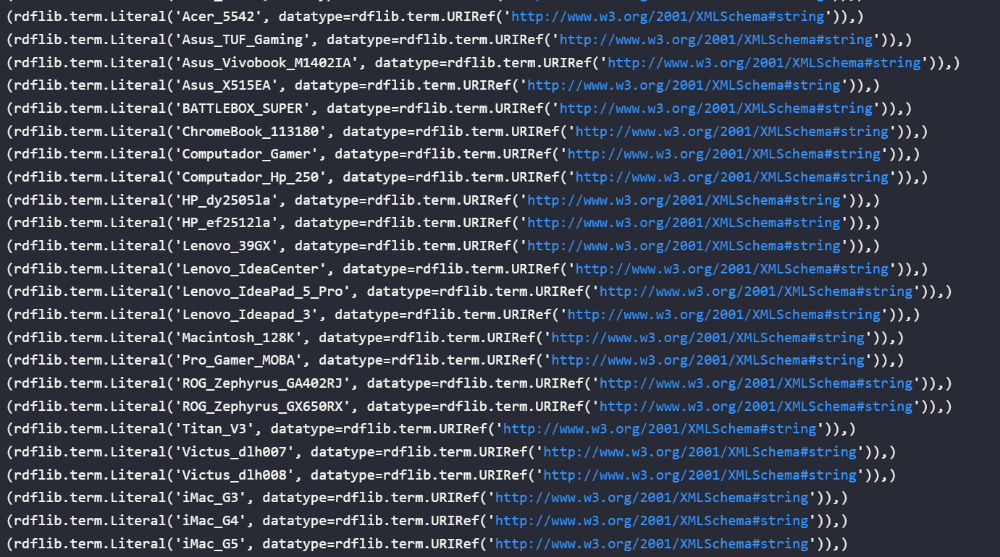 (rdflib.term.Literal('Acer_5542', datatype=rdflib.term.URIRef('http://www.w3.org/2001/XMLSchema#string')),)
(rdflib.term.Literal('Asus_TUF_Gaming', datatype=rdflib.term.URIRef('http://www.w3.org/2001/XMLSchema#string')),)
(rdflib.term.Literal('Asus_Vivobook_M1402IA', datatype=rdflib.term.URIRef('http://www.w3.org/2001/XMLSchema#string')),)
(rdflib.term.Literal('Asus_X515EA', datatype=rdflib.term.URIRef('http://www.w3.org/2001/XMLSchema#string')),)
(rdflib.term.Literal('BATTLEBOX_SUPER', datatype=rdflib.term.URIRef('http://www.w3.org/2001/XMLSchema#string')),)
(rdflib.term.Literal('ChromeBook_113180', datatype=rdflib.term.URIRef('http://www.w3.org/2001/XMLSchema#string')),)
(rdflib.term.Literal('Computador_Gamer', datatype=rdflib.term.URIRef('http://www.w3.org/2001/XMLSchema#string')),)
(rdflib.term.Literal('Computador_Hp_250', datatype=rdflib.term.URIRef('http://www.w3.org/2001/XMLSchema#string')),)
(rdflib.term.Literal('HP_dy2505la', datatype=rdflib.term.URIRef('http://www.w3.org/2001/XMLSchema#string')),)
(rdflib.term.Literal('HP_ef2512la', datatype=rdflib.term.URIRef('http://www.w3.org/2001/XMLSchema#string')),)
(rdflib.term.Literal('Lenovo_39GX', datatype=rdflib.term.URIRef('http://www.w3.org/2001/XMLSchema#string')),)
(rdflib.term.Literal('Lenovo_IdeaCenter', datatype=rdflib.term.URIRef('http://www.w3.org/2001/XMLSchema#string')),)
(rdflib.term.Literal('Lenovo_IdeaPad_5_Pro', datatype=rdflib.term.URIRef('http://www.w3.org/2001/XMLSchema#string')),)
(rdflib.term.Literal('Lenovo_Ideapad_3', datatype=rdflib.term.URIRef('http://www.w3.org/2001/XMLSchema#string')),)
(rdflib.term.Literal('Macintosh_128K', datatype=rdflib.term.URIRef('http://www.w3.org/2001/XMLSchema#string')),)
(rdflib.term.Literal('Pro_Gamer_MOBA', datatype=rdflib.term.URIRef('http://www.w3.org/2001/XMLSchema#string')),)
(rdflib.term.Literal('ROG_Zephyrus_GA402RJ', datatype=rdflib.term.URIRef('http://www.w3.org/2001/XMLSchema#string')),)
(rdflib.term.Literal('ROG_Zephyrus_GX650RX', datatype=rdflib.term.URIRef('http://www.w3.org/2001/XMLSchema#string')),)
(rdflib.term.Literal('Titan_V3', datatype=rdflib.term.URIRef('http://www.w3.org/2001/XMLSchema#string')),)
(rdflib.term.Literal('Victus_dlh007', datatype=rdflib.term.URIRef('http://www.w3.org/2001/XMLSchema#string')),)
(rdflib.term.Literal('Victus_dlh008', datatype=rdflib.term.URIRef('http://www.w3.org/2001/XMLSchema#string')),)
(rdflib.term.Literal('iMac_G3', datatype=rdflib.term.URIRef('http://www.w3.org/2001/XMLSchema#string')),)
(rdflib.term.Literal('iMac_G4', datatype=rdflib.term.URIRef('http://www.w3.org/2001/XMLSchema#string')),)
(rdflib.term.Literal('iMac_G5', datatype=rdflib.term.URIRef('http://www.w3.org/2001/XMLSchema#string')),)